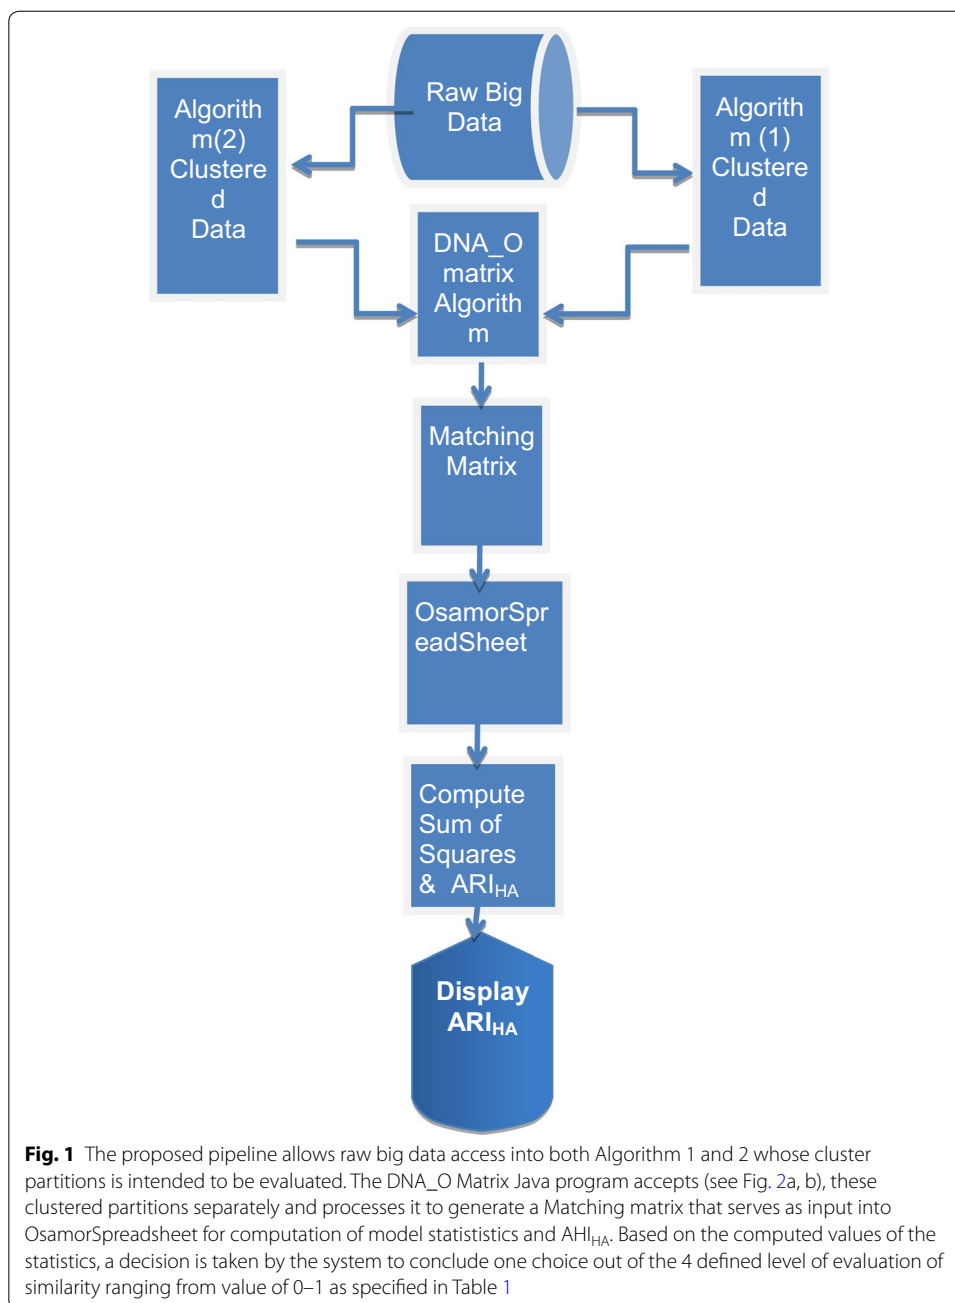 Raw Big
Data
Algorith
m(2)
Clustere
d
Data
Algorith
m (1)
Clustere
d
Data
DNA_O
matrix
Algorith
m
Matching
Matrix
OsamorSpr
eadSheet
Compute
Sum of
Squares
& ARI_HA
Display
ARI_HA
Fig. 1 The proposed pipeline allows raw big data access into both Algorithm 1 and 2 whose cluster
partitions is intended to be evaluated. The DNA_O Matrix Java program accepts (see Fig. 2a, b), these
clustered partitions separately and processes it to generate a Matching matrix that serves as input into
OsamorSpreadsheet for computation of model statististics and AHI_HA. Based on the computed values of the
statistics, a decision is taken by the system to conclude one choice out of the 4 defined level of evaluation of
similarity ranging from value of 0–1 as specified in Table 1